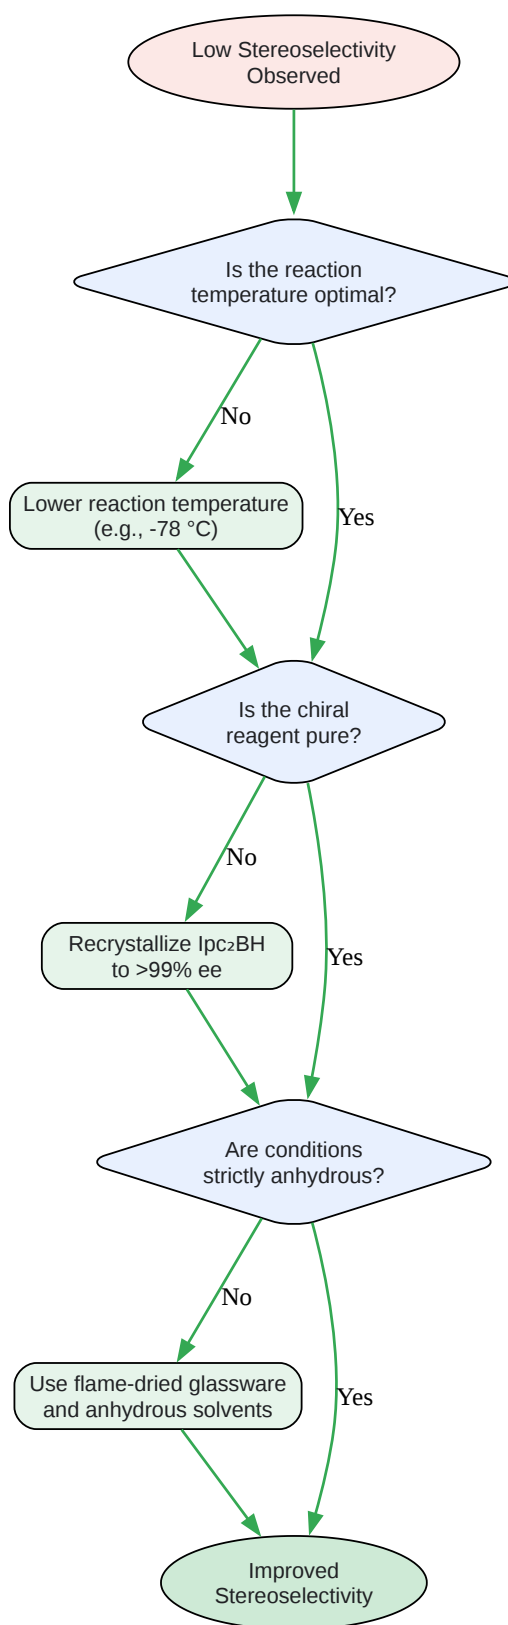 Low Stereoselectivity
Observed
Is the reaction
temperature optimal?
No
Lower reaction temperature
(e.g., -78 °C)
Yes
Is the chiral
reagent pure?
No
Recrystallize Ipc₂BH
to >99% ee
Yes
Are conditions
strictly anhydrous?
No
Use flame-dried glassware
and anhydrous solvents
Yes
Improved
Stereoselectivity